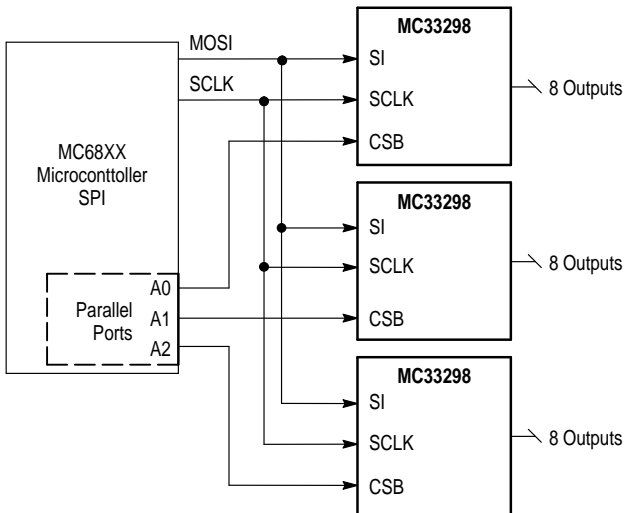 MOSI
SCLK
MC68XX
Microconttoller
SPI
Parallel
Ports
A0
A1
A2
MC33298
SI
SCLK
CSB
8 Outputs
MC33298
SI
SCLK
CSB
8 Outputs
MC33298
SI
SCLK
CSB
8 Outputs